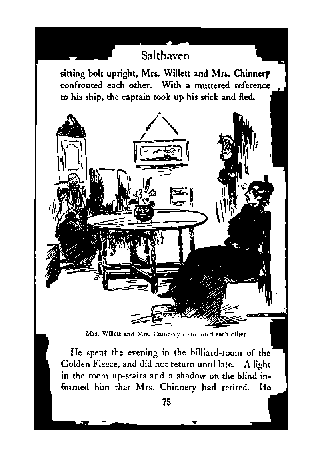 Salthaven
sitting bolt upright, Mrs. Willett and Mrs. Chinnery
confronted each other. With a muttered reference
to his ship, the captain took up his stick and fled.
Mrs. Willett and Mrs. Chinnery confronted each other
He spent the evening in the billiard-room of the
Golden Fleece, and did not return until late. A light
in the room up-stairs and a shadow on the blind in-
formed him that Mrs. Chinnery had retired. He
75